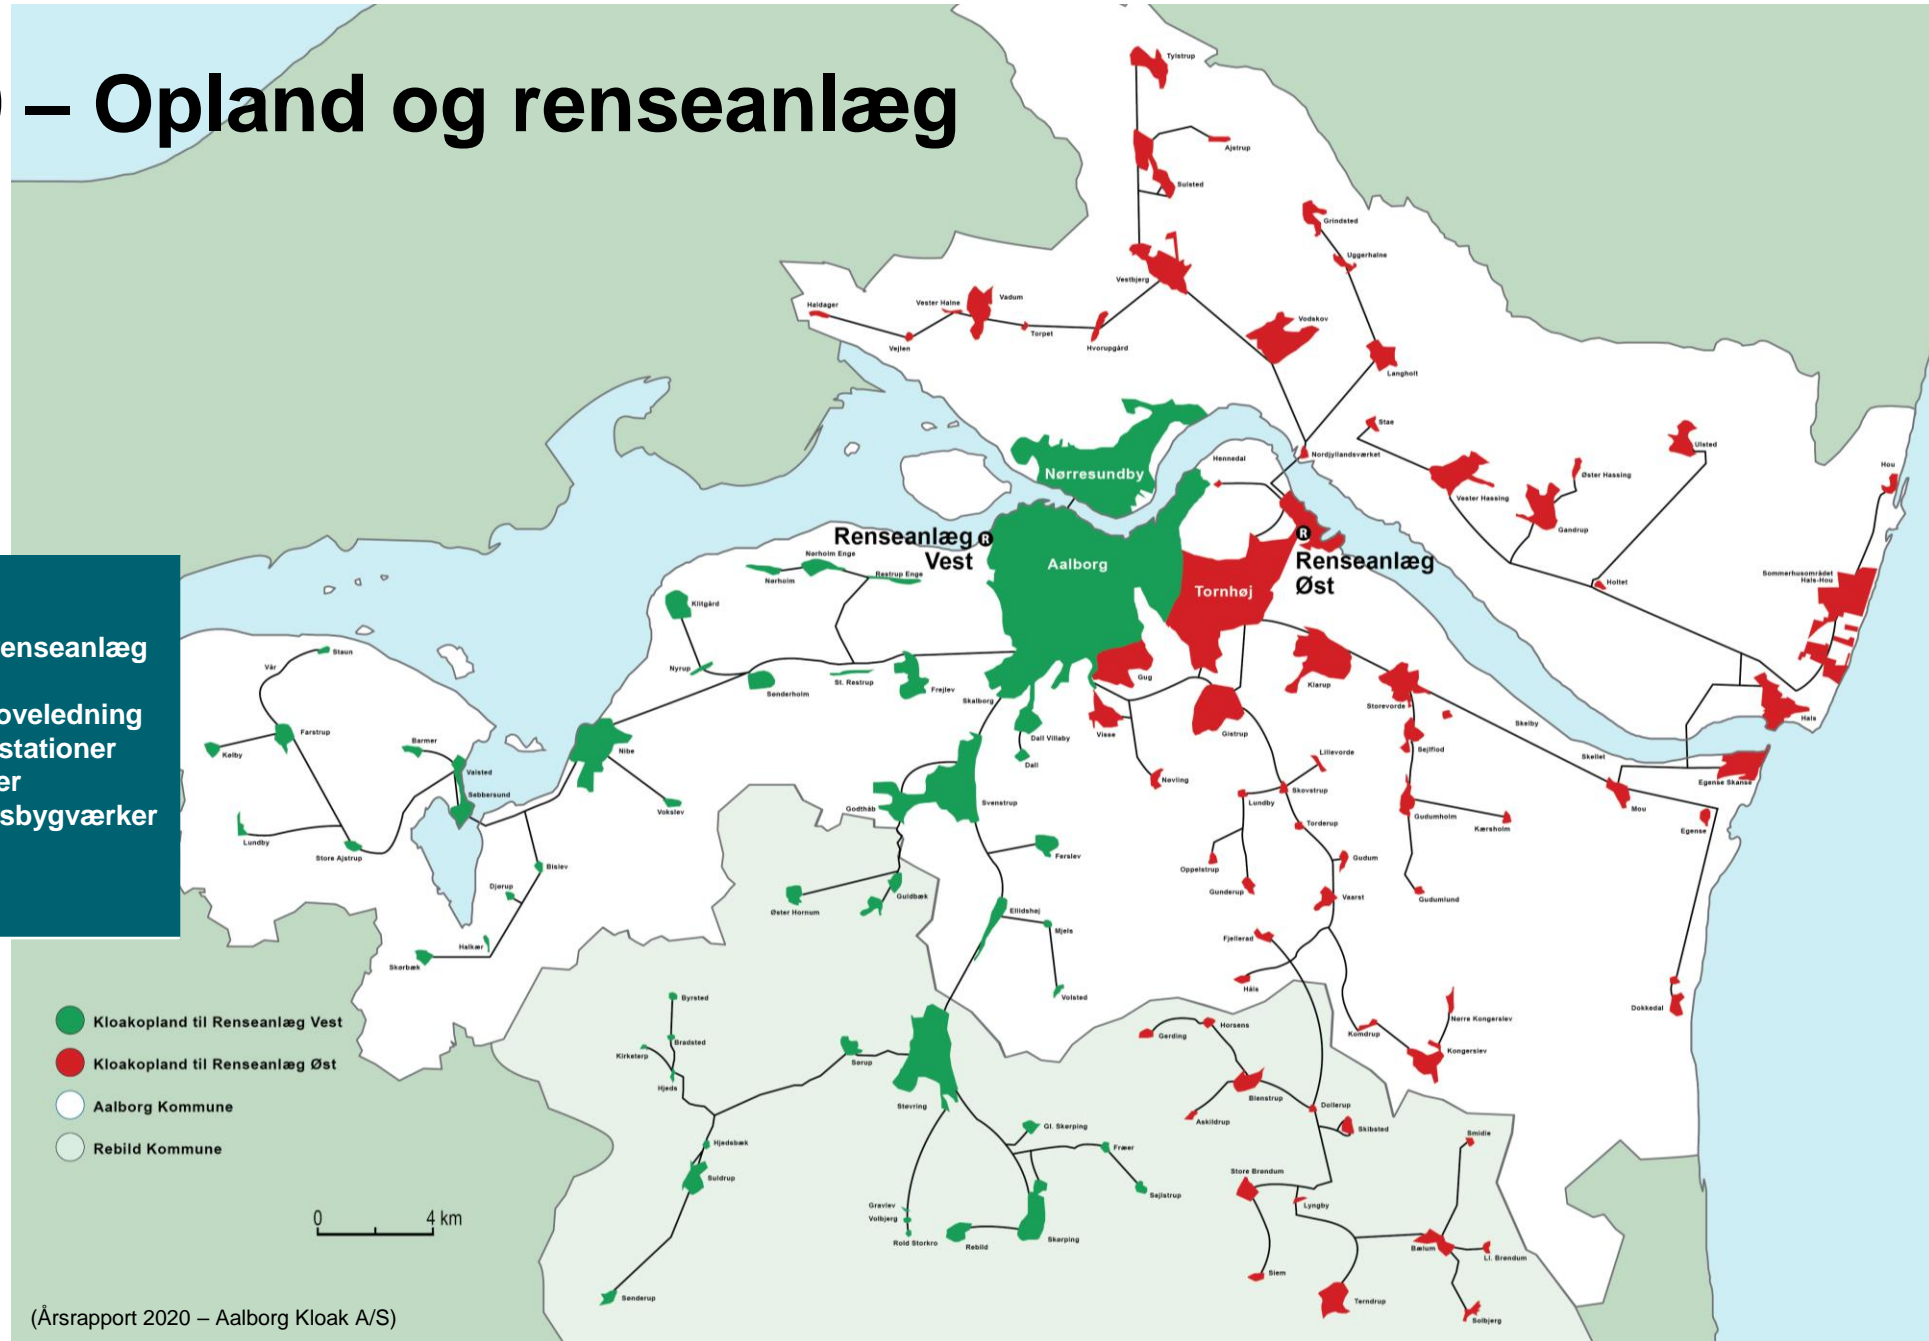 – Opland og renseanlæg
Tylstrup
Ajstrup
Sulsted
Grindsted
Uggerhalne
Vestbjerg
Haldager
Vester Halne
Vadum
Torpet
Vejlen
Hvorupgård
Vodskov
Langholt
Stae
Ulsted
Hou
Nørresundby
Hennedal
Nordjyllandsværket
Vester Hassing
Øster Hassing
Gandrup
Renseanlæg
Vest
Aalborg
Renseanlæg
Øst
Tornhøj
Holtet
Sommerhusområdet
Hals-Hou
Nørholm Enge
Nørholm
Restrup Enge
Klitgård
Nyrup
Sønderholm
St. Restrup
Frejlev
Skalborg
Gug
Klarup
Storevorde
Hals
Staun
Vår
Farstrup
Kølby
Barmer
Valsted
Sebbersund
Nibe
Vokslev
Dall Villaby
Dall
Visse
Gistrup
Nøvling
Lillevorde
Sejlflod
Skelby
Skellet
Egense Skanse
Mou
Egense
Godthåb
Svenstrup
Lundby
Skovstrup
Torderup
Gudumholm
Kærsholm
Lundby
Store Ajstrup
Bislev
Djørup
Ferslev
Oppelstrup
Gunderup
Gudum
Vaarst
Gudumlund
Øster Hornum
Guldbæk
Ellidshøj
Mjels
Volsted
Halkær
Skørbæk
Fjellerad
Håls
Dokkedal
Byrsted
Bradsted
Kirketerp
Hjeds
Sørup
Støvring
Gerding
Horsens
Komdrup
Nørre Kongerslev
Kongerslev
Blenstrup
Askildrup
Dollerup
Skibsted
Smidie
Hjedsbæk
Suldrup
Gl. Skørping
Fræer
Sejlstrup
Store Brøndum
Lyngby
Gravlev
Volbjerg
Rold Storkro
Rebild
Skørping
Bælum
Ll. Brøndum
Siem
Terndrup
Solbjerg
Sønderup
enseanlæg
oveledning
stationer
er
sbygværker
Kloakopland til Renseanlæg Vest
Kloakopland til Renseanlæg Øst
Aalborg Kommune
Rebild Kommune
0 4 km
(Årsrapport 2020 – Aalborg Kloak A/S)
R
R